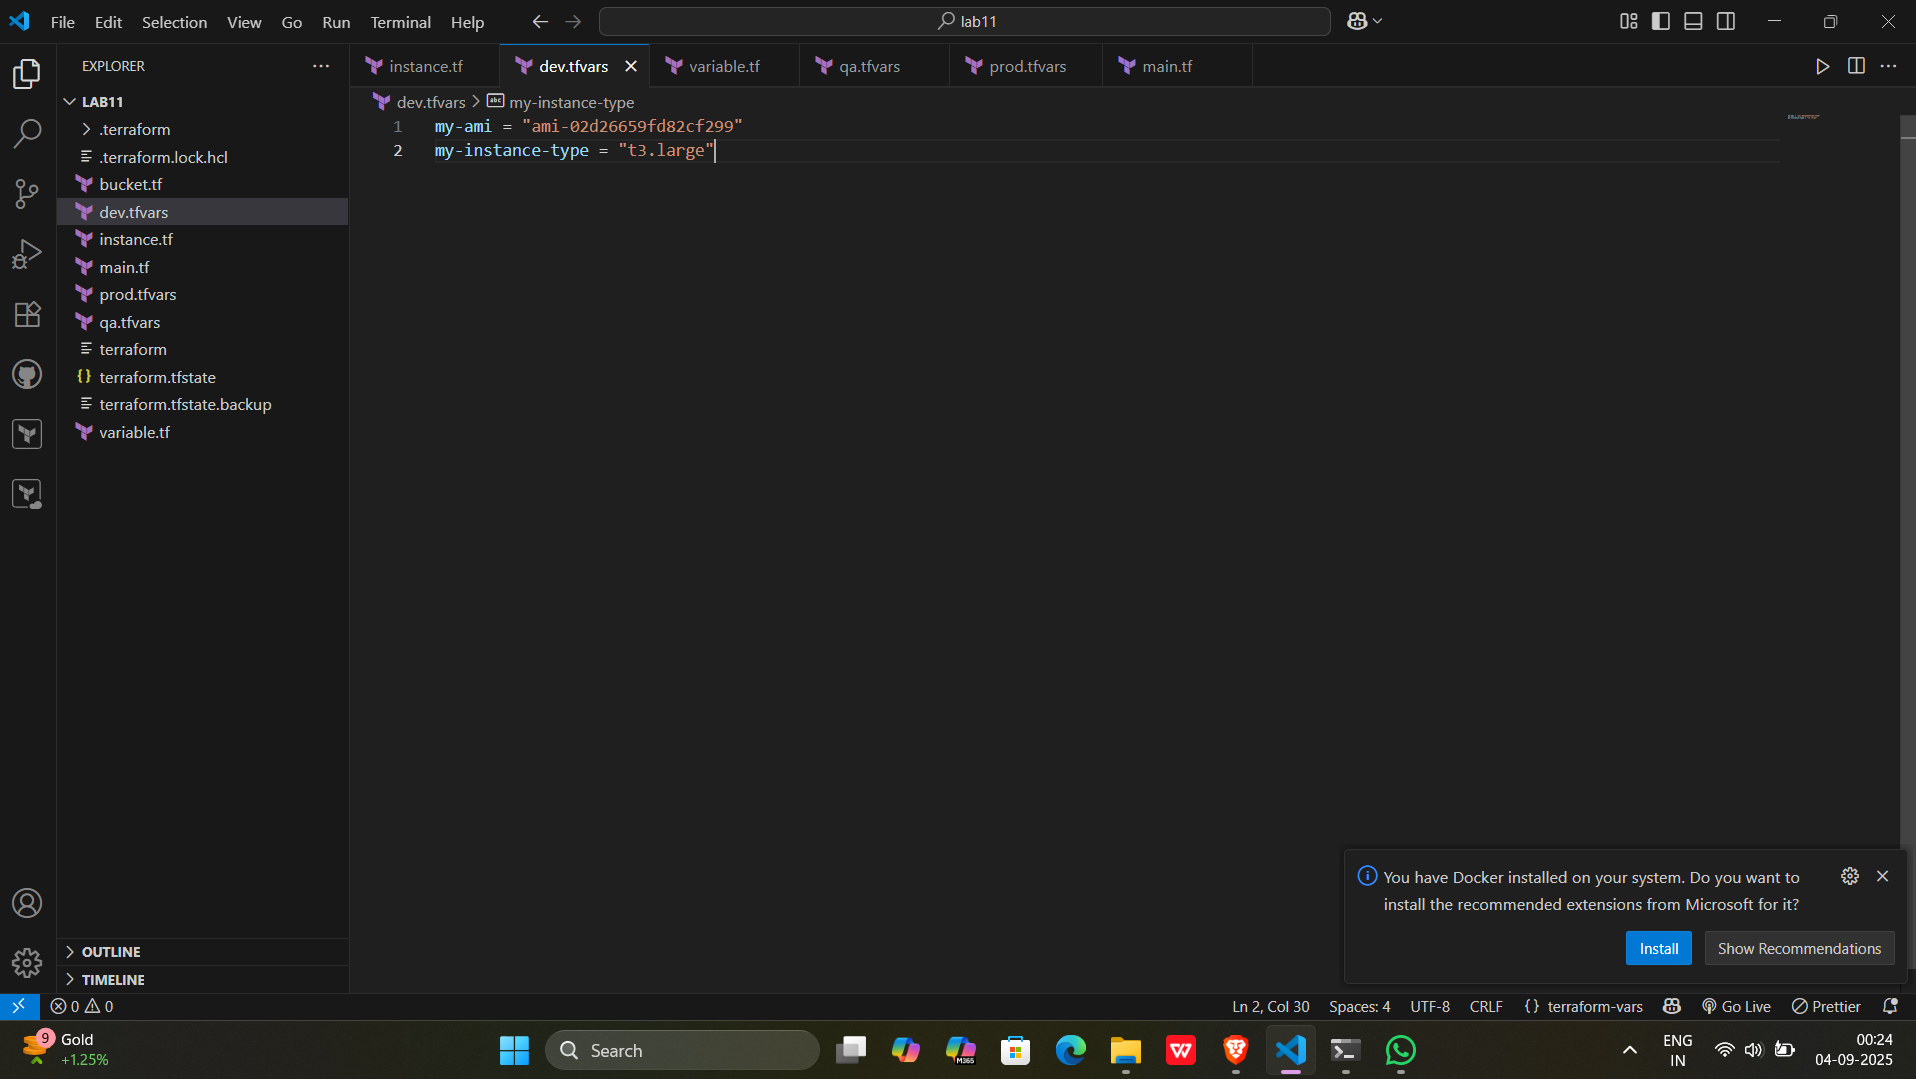 File Edit Selection View Go Run Terminal Help
lab11
EXPLORER
LAB11
.terraform
.terraform.lock.hcl
bucket.tf
dev.tfvars
instance.tf
main.tf
prod.tfvars
qa.tfvars
terraform
terraform.tfstate
terraform.tfstate.backup
variable.tf
OUTLINE
TIMELINE
instance.tf dev.tfvars variable.tf qa.tfvars prod.tfvars main.tf
dev.tfvars > my-instance-type
1 my-ami = "ami-02d26659fd82cf299"
2 my-instance-type = "t3.large"
You have Docker installed on your system. Do you want to
install the recommended extensions from Microsoft for it?
Install Show Recommendations
0 0 Ln 2, Col 30 Spaces: 4 UTF-8 CRLF {} terraform-vars Go Live Prettier
9 Gold
+1.25%
Search
M365
ENG
IN
00:24
04-09-2025